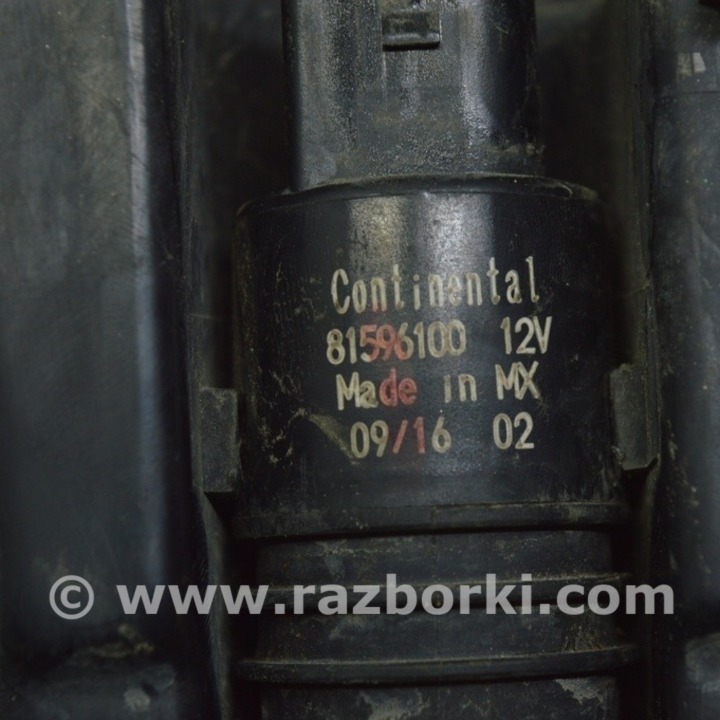 Continental
81596100 12V
Made in MX
09/16 02
© www.razborki.com